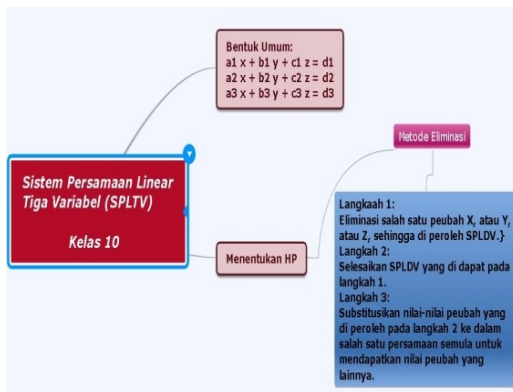 Bentuk Umum:
a1 x + b1 y + c1 z = d1
a2 x + b2 y + c2 z = d2
a3 x + b3 y + c3 z = d3
Sistem Persamaan Linear
Tiga Variabel (SPLTV)
Kelas 10
Menentukan HP
Metode Eliminasi
Langkaah 1:
Eliminasi salah satu peubah X, atau Y,
atau Z, sehingga di peroleh SPLDV.}
Langkah 2:
Selesaikan SPLDV yang di dapat pada
langkah 1.
Langkah 3:
Substitusikan nilai-nilai peubah yang
di peroleh pada langkah 2 ke dalam
salah satu persamaan semula untuk
mendapatkan nilai peubah yang
lainnya.